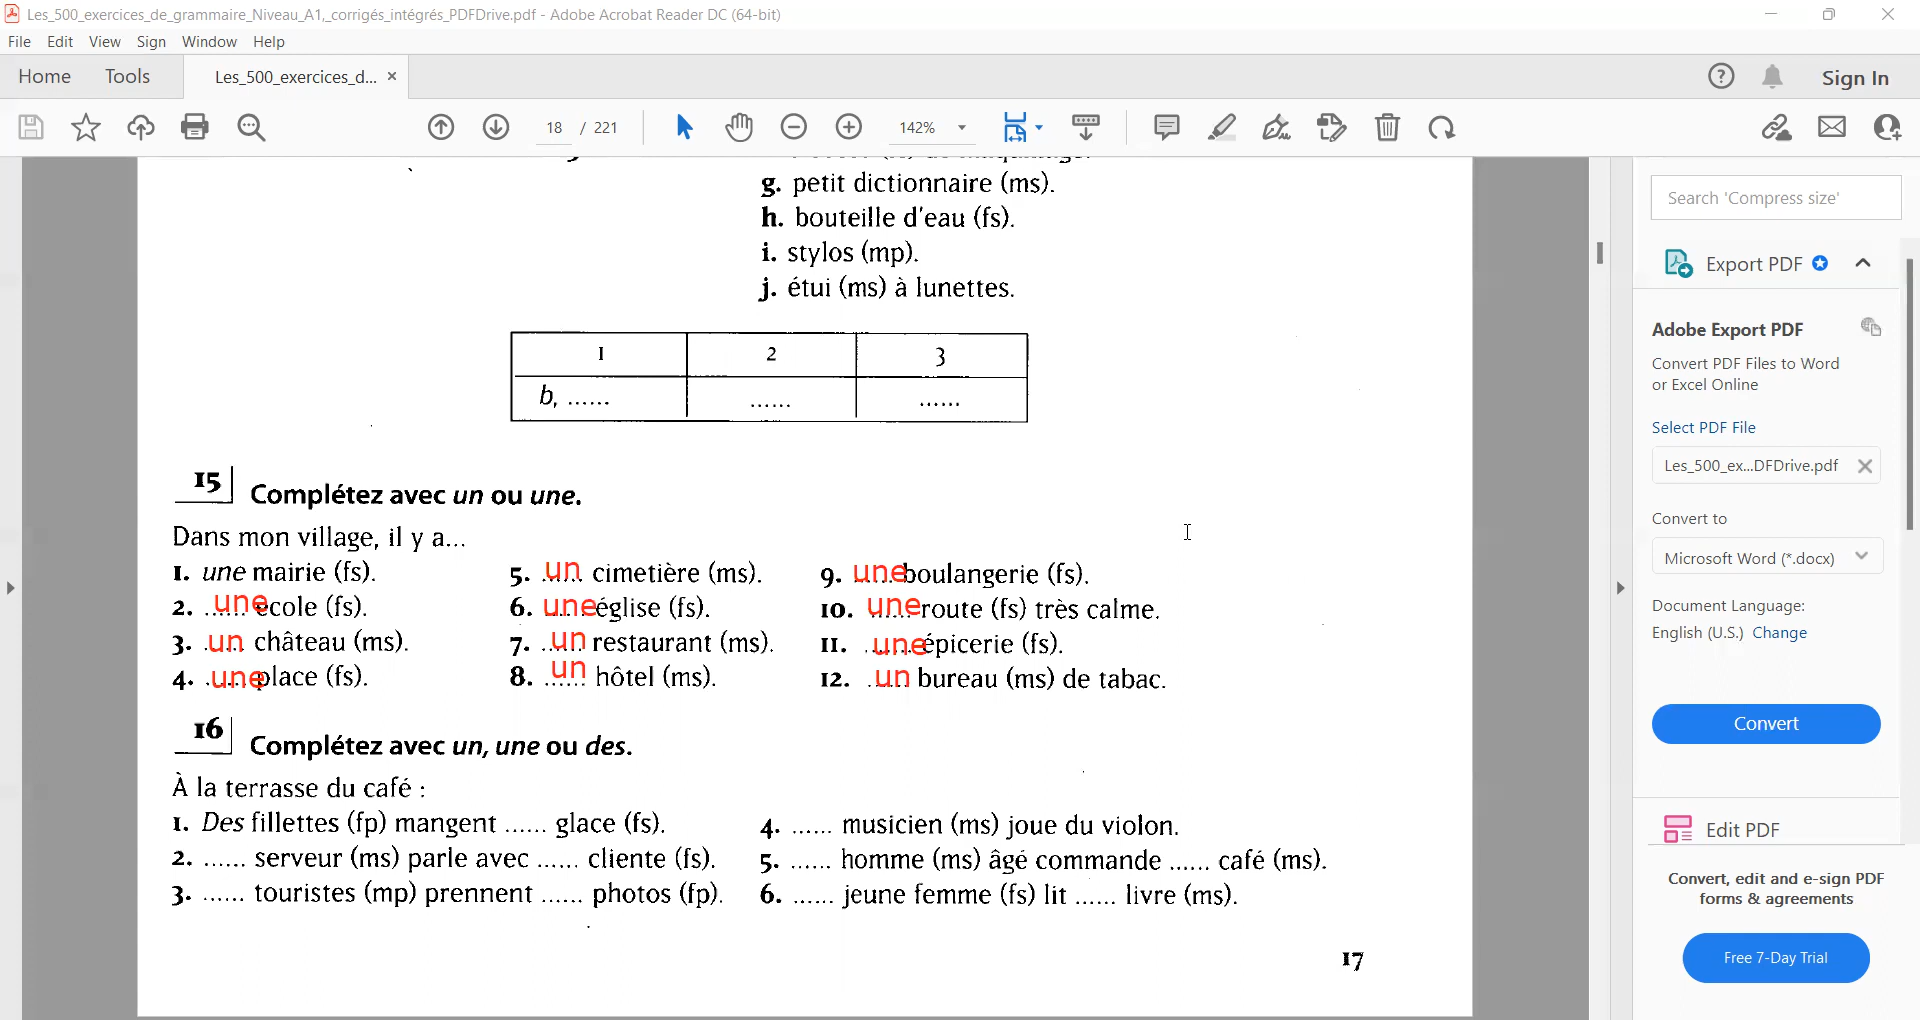 Les_500_exercices_de_grammaire_Niveau_A1,_corrigés_intégrés_PDFDrive.pdf - Adobe Acrobat Reader DC (64-bit)
File Edit View Sign Window Help
Home Tools Les_500_exercices_d... × Sign In
18 / 221 142%
g. petit dictionnaire (ms).
h. bouteille d'eau (fs).
i. stylos (mp).
j. étui (ms) à lunettes.
1 2 3
b, ...... ...... ......
15 Complétez avec un ou une.
Dans mon village, il y a...
1. une mairie (fs).
2. ...... une école (fs).
3. ...... un château (ms).
4. ...... une place (fs).
5. ...... un cimetière (ms).
6. ...... une église (fs).
7. ...... un restaurant (ms).
8. ...... un hôtel (ms).
9. ...... une boulangerie (fs).
10. ...... une route (fs) très calme.
11. ...... une épicerie (fs).
12. ...... un bureau (ms) de tabac.
16 Complétez avec un, une ou des.
À la terrasse du café :
1. Des fillettes (fp) mangent ...... glace (fs).
2. ...... serveur (ms) parle avec ...... cliente (fs).
3. ...... touristes (mp) prennent ...... photos (fp).
4. ...... musicien (ms) joue du violon.
5. ...... homme (ms) âgé commande ...... café (ms).
6. ...... jeune femme (fs) lit ...... livre (ms).
17
Search 'Compress size'
Export PDF
Adobe Export PDF
Convert PDF Files to Word
or Excel Online
Select PDF File
Les_500_ex...DFDrive.pdf
Convert to
Microsoft Word (*.docx)
Document Language:
English (U.S.) Change
Convert
Edit PDF
Convert, edit and e-sign PDF
forms & agreements
Free 7-Day Trial